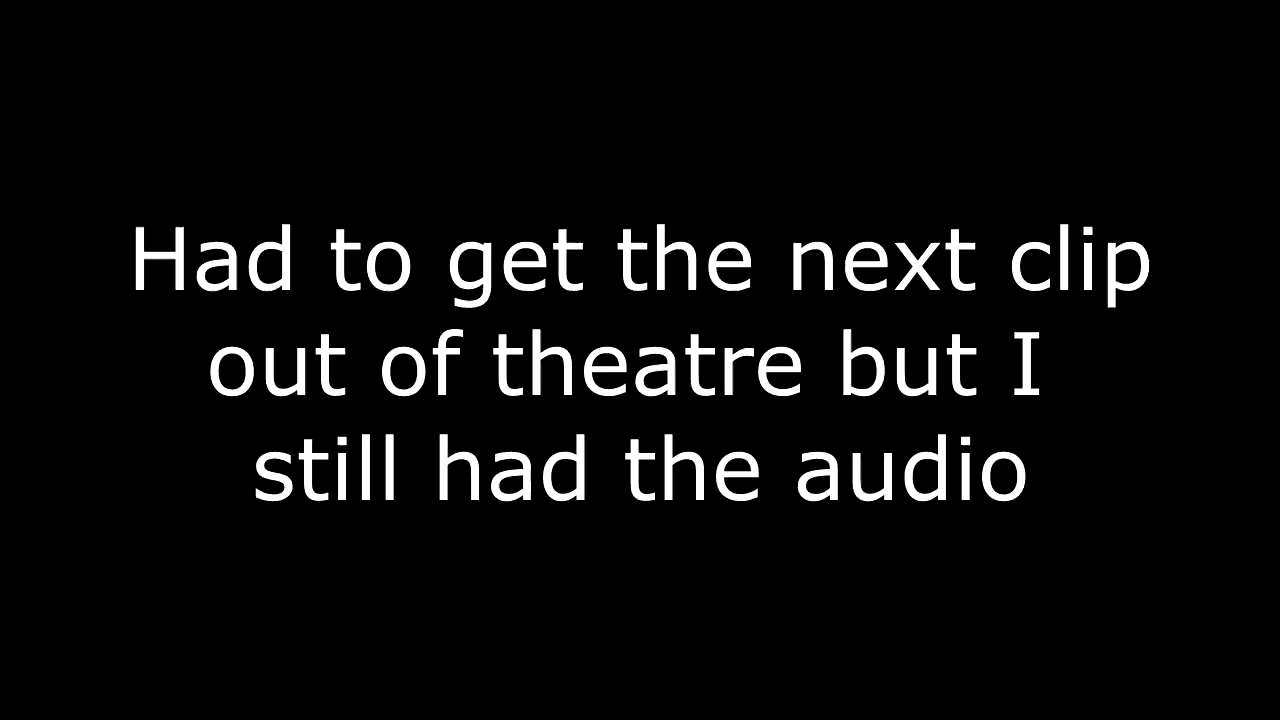 Had to get the next clip
out of theatre but I
still had the audio